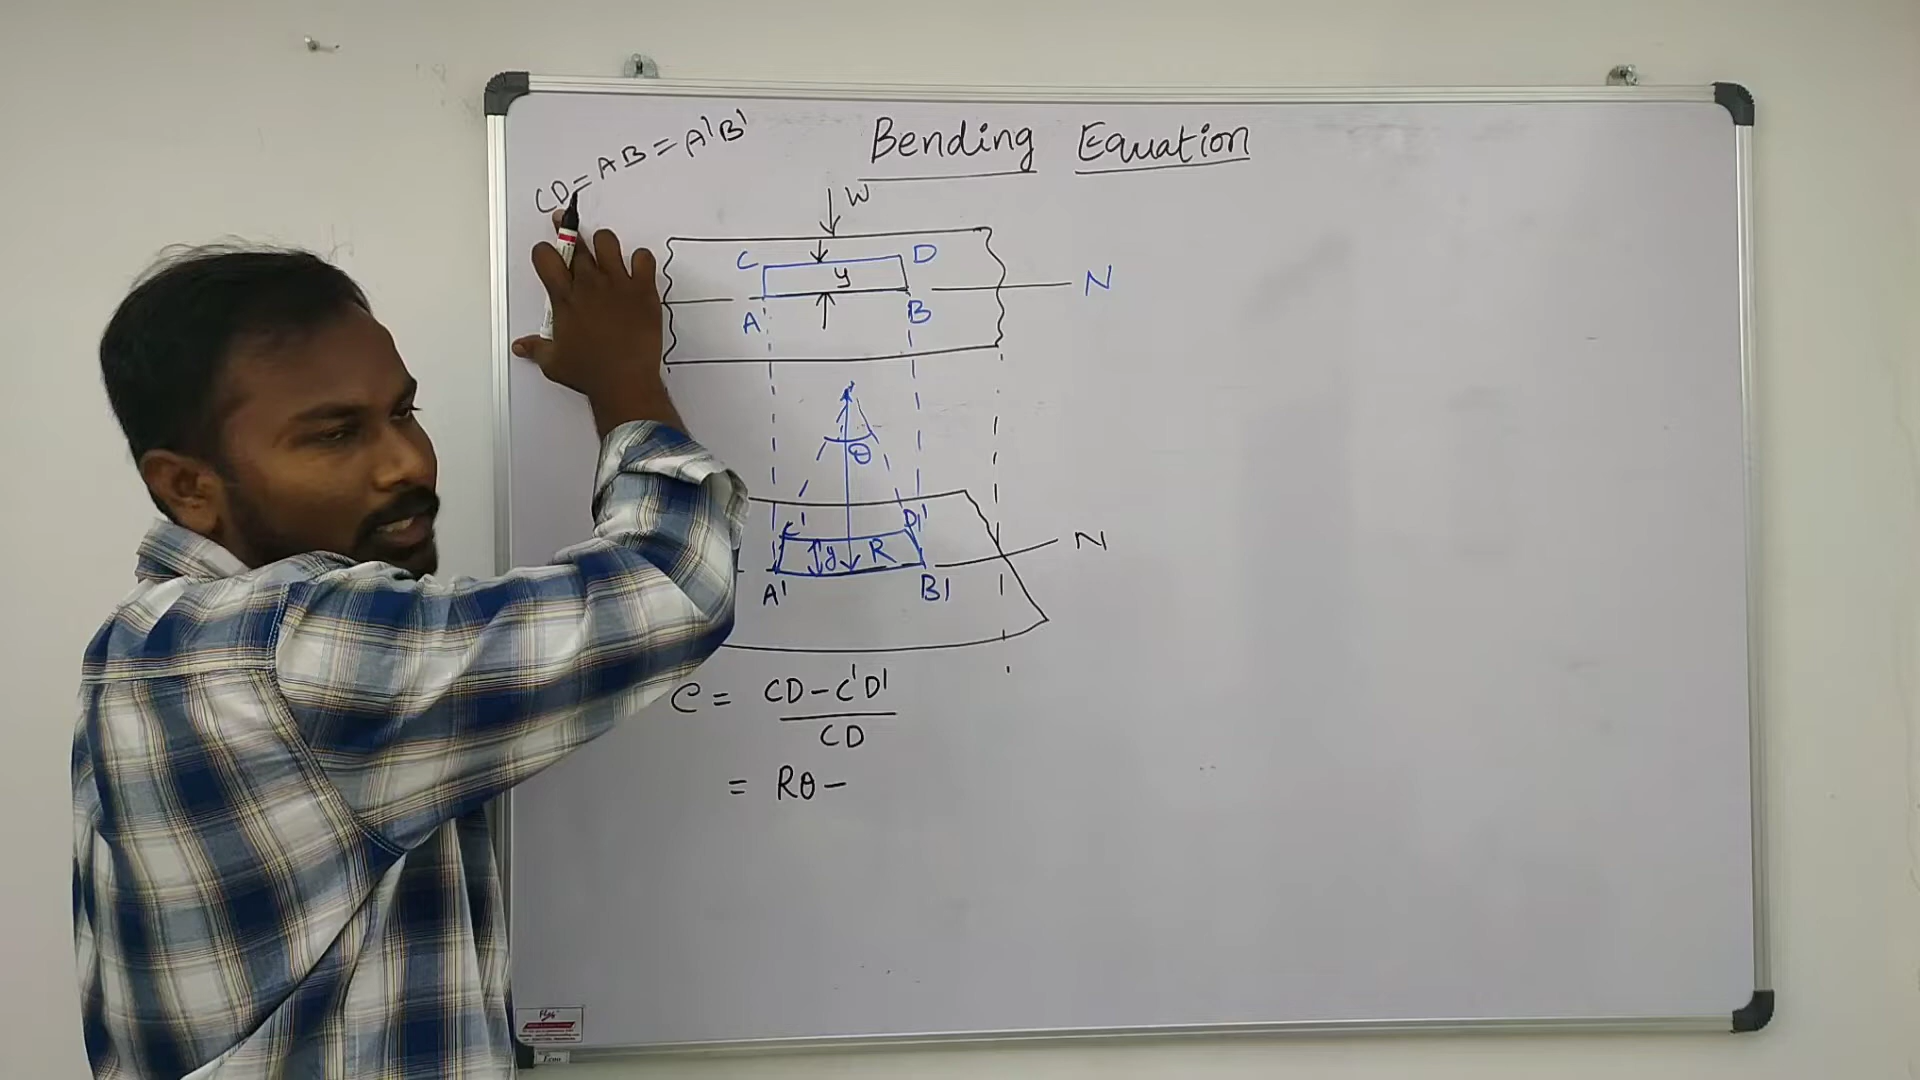 Bending Equation
CD = AB = A'B'
W
C D
y
N
A B
θ
C' D'
y R
N
A' B'
e = CD - C'D'
CD
= Rθ -